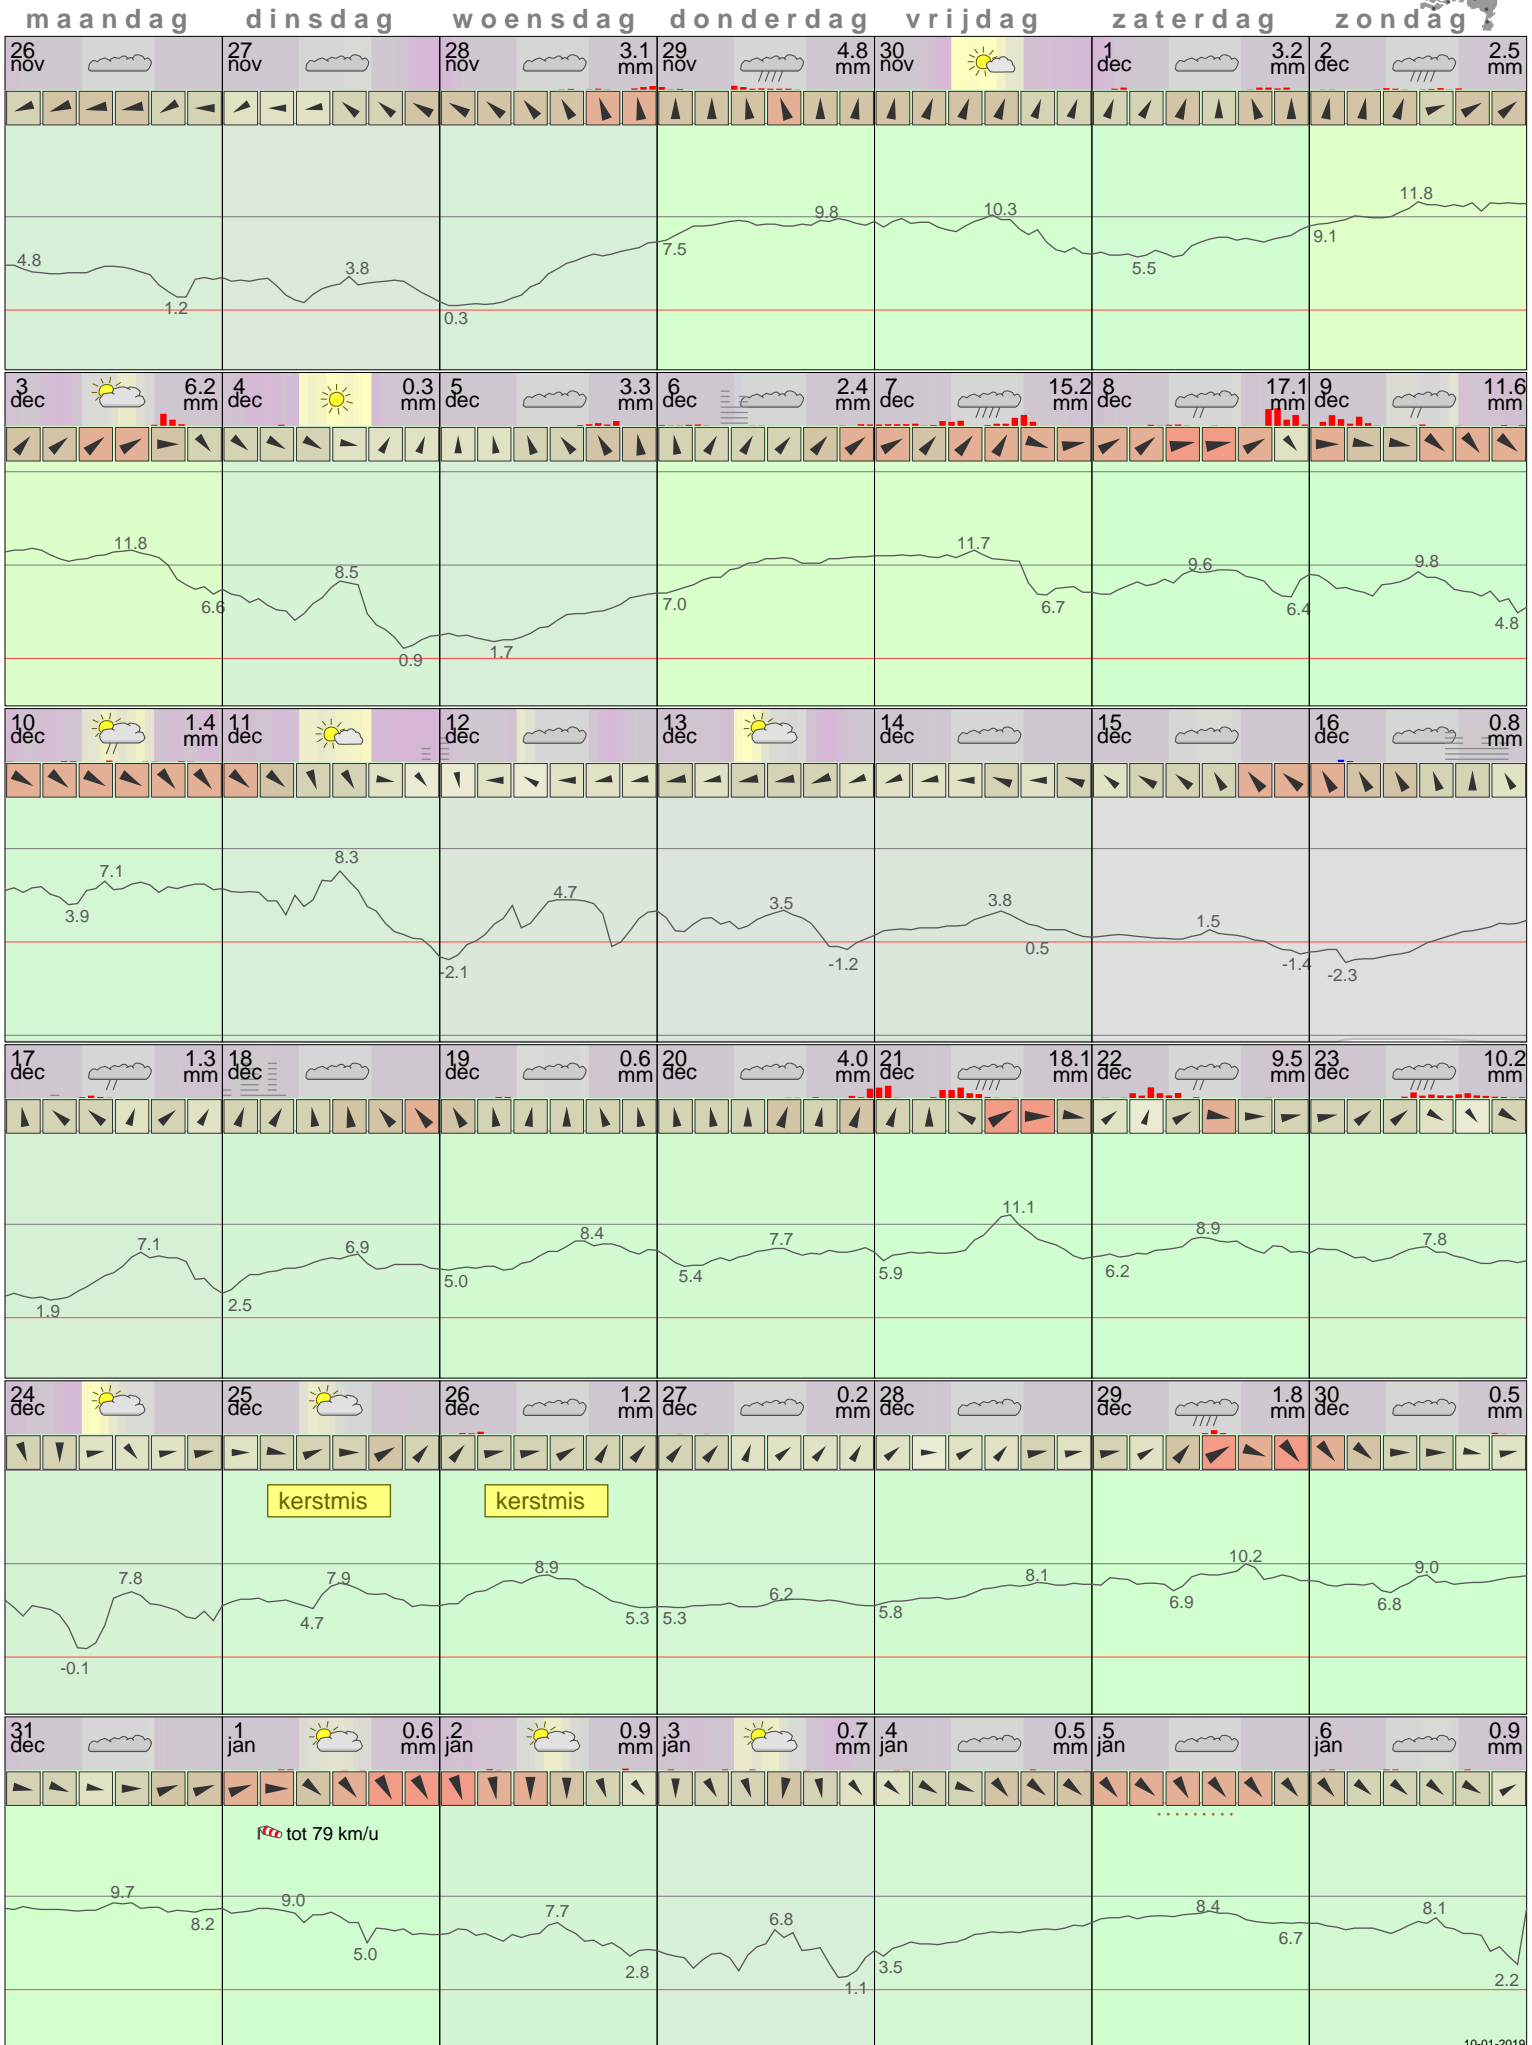 maandag dinsdag woensdag donderdag vrijdag zaterdag zondag
26 nov
27 nov
28 nov 3.1 mm
29 nov 4.8 mm
30 nov
1 dec 3.2 mm
2 dec 2.5 mm
4.8 1.2 3.8 0.3 7.5 9.8 10.3 5.5 9.1 11.8
3 dec 6.2 mm
4 dec 0.3 mm
5 dec 3.3 mm
6 dec 2.4 mm
7 dec 15.2 mm
8 dec 17.1 mm
9 dec 11.6 mm
11.8 6.6 8.5 0.9 1.7 7.0 11.7 6.7 9.6 6.4 9.8 4.8
10 dec 1.4 mm
11 dec
12 dec
13 dec
14 dec
15 dec
16 dec 0.8 mm
3.9 7.1 8.3 -2.1 4.7 3.5 -1.2 3.8 0.5 1.5 -1.4 -2.3
17 dec 1.3 mm
18 dec
19 dec 0.6 mm
20 dec 4.0 mm
21 dec 18.1 mm
22 dec 9.5 mm
23 dec 10.2 mm
1.9 7.1 2.5 6.9 5.0 8.4 5.4 7.7 5.9 11.1 6.2 8.9 7.8
24 dec
25 dec
26 dec 1.2 mm
27 dec 0.2 mm
28 dec
29 dec 1.8 mm
30 dec 0.5 mm
kerstmis kerstmis
-0.1 7.8 4.7 7.9 8.9 5.3 5.3 6.2 5.8 8.1 6.9 10.2 6.8 9.0
31 dec
1 jan 0.6 mm
2 jan 0.9 mm
3 jan 0.7 mm
4 jan 0.5 mm
5 jan
6 jan 0.9 mm
tot 79 km/u
9.7 8.2 9.0 5.0 7.7 2.8 6.8 1.1 3.5 8.4 6.7 8.1 2.2
10-01-2019